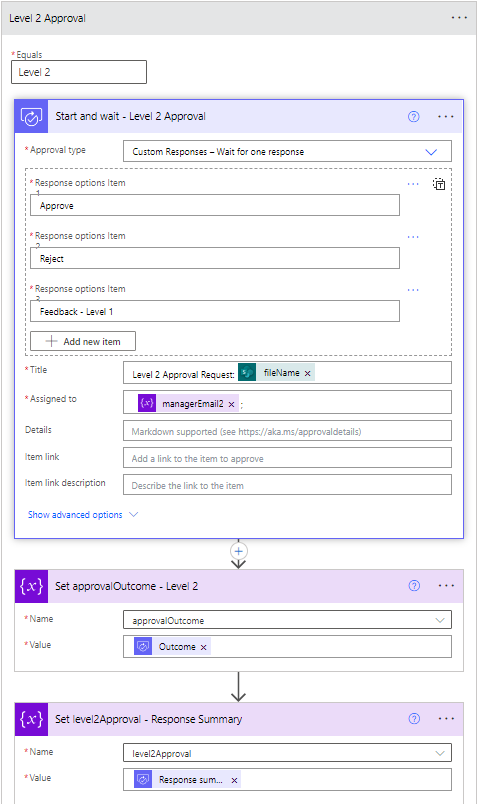 Level 2 Approval
* Equals
Level 2
Start and wait - Level 2 Approval
* Approval type
Custom Responses – Wait for one response
* Response options Item
1
Approve
* Response options Item
2
Reject
* Response options Item
3
Feedback - Level 1
Add new item
* Title
Level 2 Approval Request: fileName ×
* Assigned to
{x} managerEmail2 × ;
Details
Markdown supported (see https://aka.ms/approvaldetails)
Item link
Add a link to the item to approve
Item link description
Describe the link to the item
Show advanced options
{x} Set approvalOutcome - Level 2
* Name
approvalOutcome
* Value
Outcome ×
{x} Set level2Approval - Response Summary
* Name
level2Approval
* Value
Response sum... ×